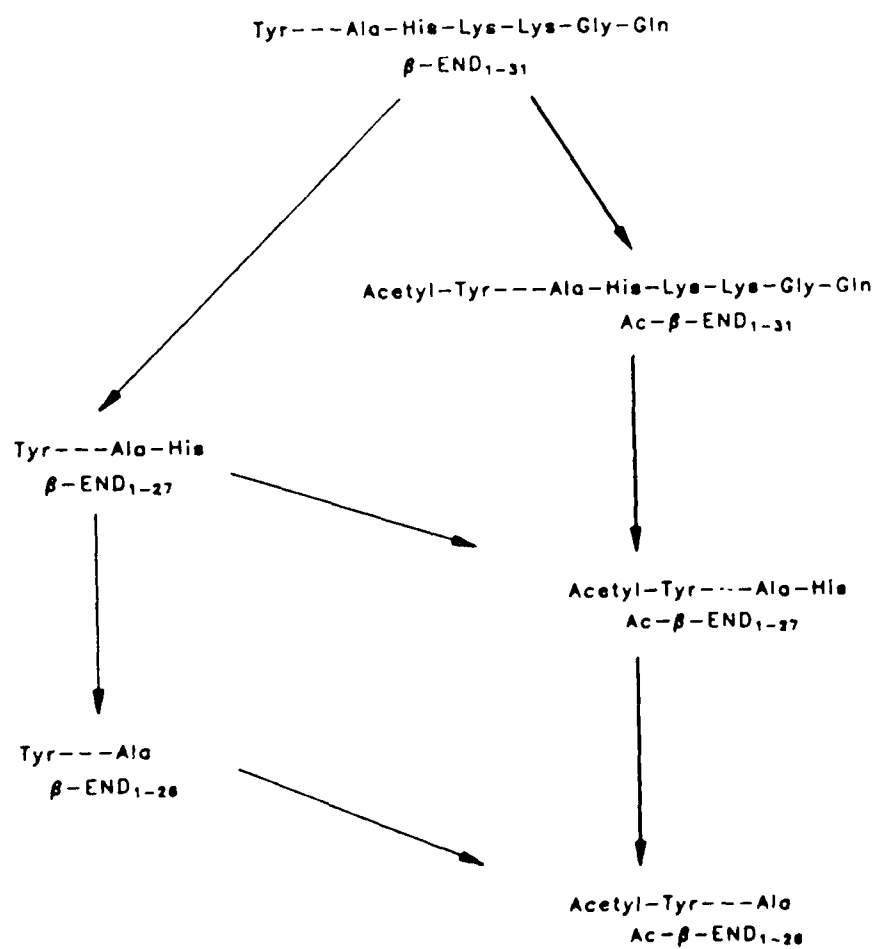 Tyr---Ala-His-Lys-Lys-Gly-Gln
β-END₁₋₃₁
Acetyl-Tyr---Ala-His-Lys-Lys-Gly-Gln
Ac-β-END₁₋₃₁
Tyr---Ala-His
β-END₁₋₂₇
Acetyl-Tyr---Ala-His
Ac-β-END₁₋₂₇
Tyr---Ala
β-END₁₋₂₆
Acetyl-Tyr---Ala
Ac-β-END₁₋₂₆